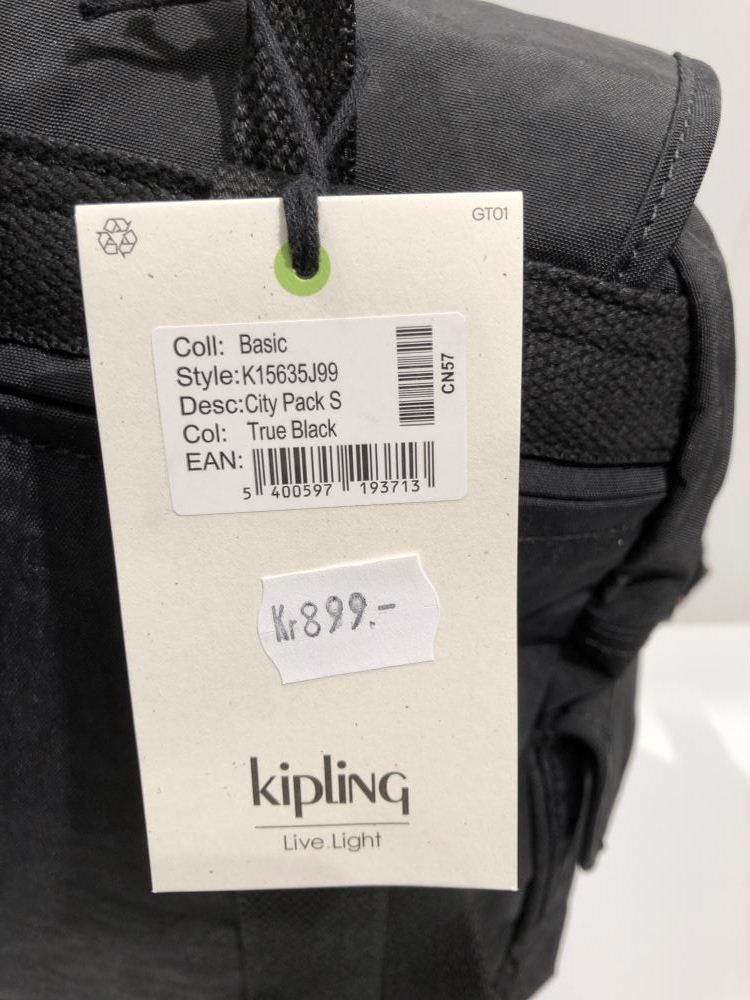 GT01
Coll: Basic
Style:K15635J99
Desc:City Pack S
Col: True Black
EAN:
5 400597 193713
CN57
Kr899.-
kipling
Live.Light